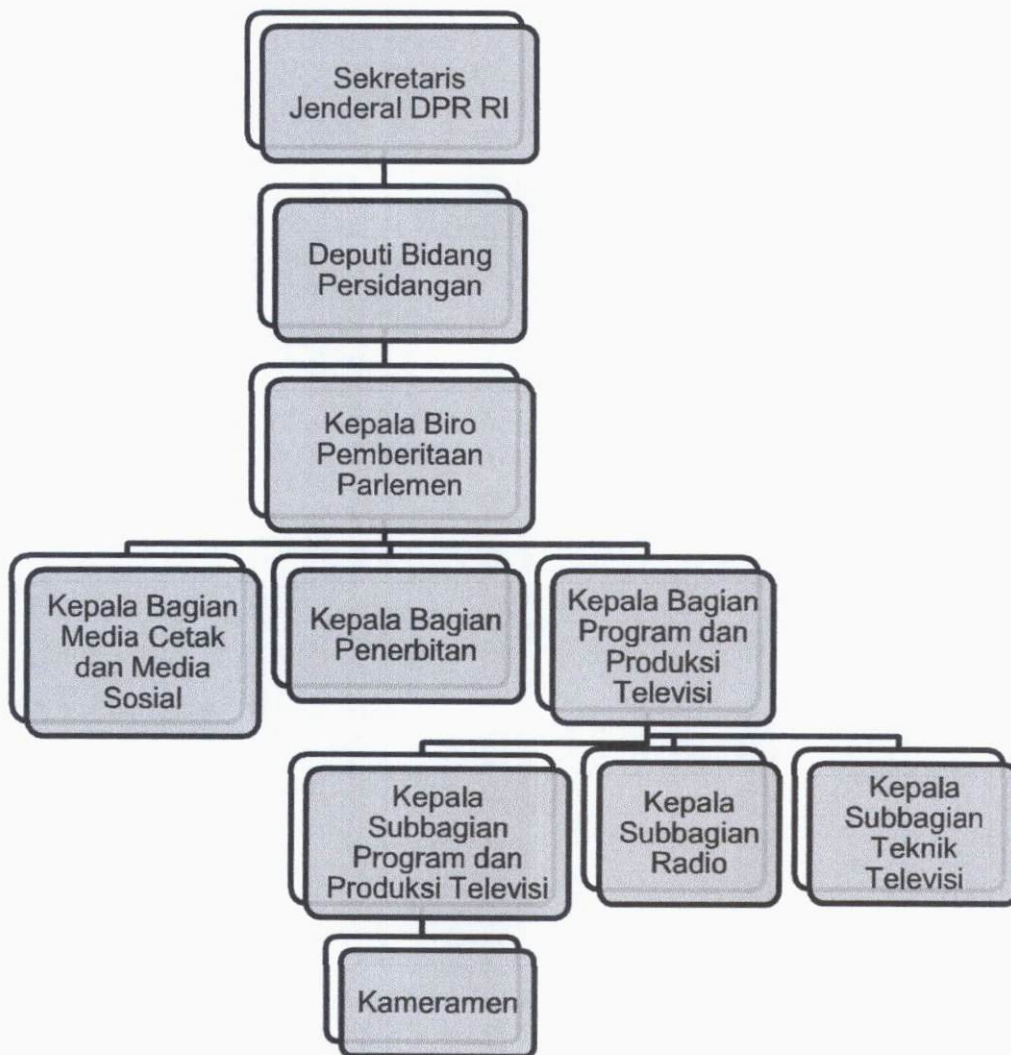 Sekretaris
Jenderal DPR RI
Deputi Bidang
Persidangan
Kepala Biro
Pemberitaan
Parlemen
Kepala Bagian
Media Cetak
dan Media
Sosial
Kepala Bagian
Penerbitan
Kepala Bagian
Program dan
Produksi
Televisi
Kepala
Subbagian
Program dan
Produksi Televisi
Kepala
Subbagian
Radio
Kepala
Subbagian
Teknik
Televisi
Kameramen